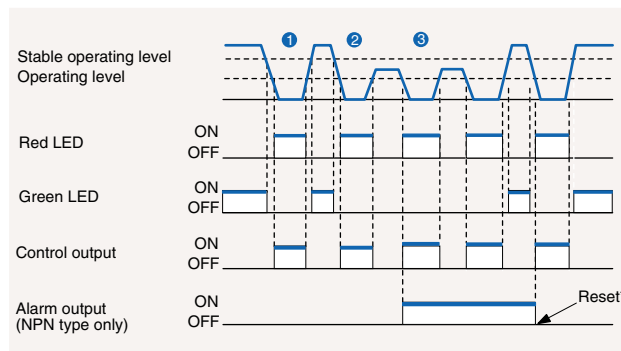 1 2 3
Stable operating level
Operating level
Red LED
ON
OFF
Green LED
ON
OFF
Control output
ON
OFF
Alarm output
(NPN type only)
ON
OFF
Reset